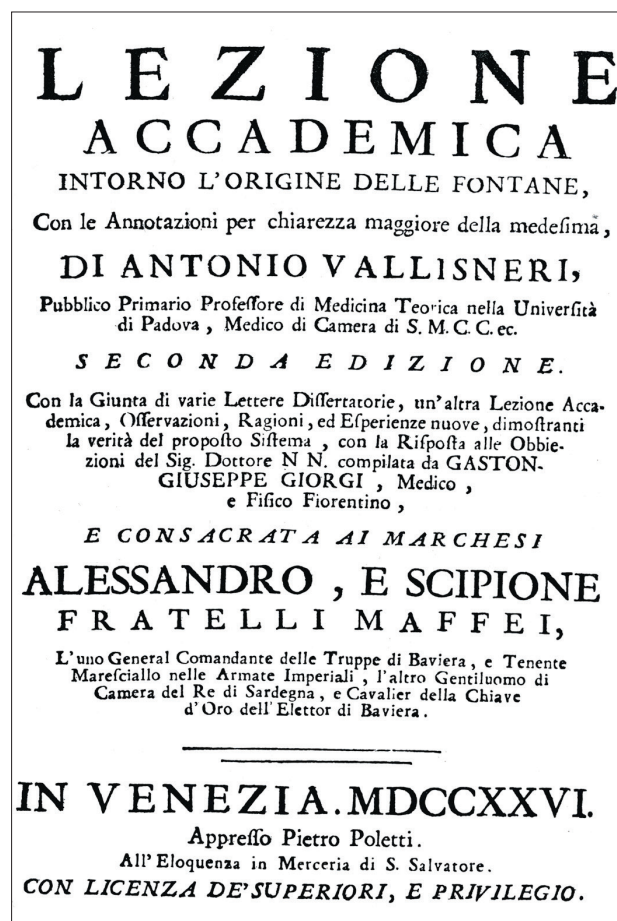 LEZIONE
ACCADEMICA
INTORNO L'ORIGINE DELLE FONTANE,
Con le Annotazioni per chiarezza maggiore della medeſima,
DI ANTONIO VALLISNERI,
Pubblico Primario Profeſſore di Medicina Teorica nella Univerſità
di Padova, Medico di Camera di S. M. C. C. ec.
SECONDA EDIZIONE.
Con la Giunta di varie Lettere Diſſertatorie, un'altra Lezione Acca-
demica, Oſſervazioni, Ragioni, ed Eſperienze nuove, dimoſtranti
la verità del propoſto Siſtema, con la Riſpoſta alle Obbie-
zioni del Sig. Dottore N N. compilata da GASTON-
GIUSEPPE GIORGI, Medico,
e Fiſico Fiorentino,
E CONSACRATA AI MARCHESI
ALESSANDRO, E SCIPIONE
FRATELLI MAFFEI,
L'uno General Comandante delle Truppe di Baviera, e Tenente
Mareſciallo nelle Armate Imperiali, l'altro Gentiluomo di
Camera del Re di Sardegna, e Cavalier della Chiave
d'Oro dell'Elettor di Baviera.
IN VENEZIA. MDCCXXVI.
Appreſſo Pietro Poletti.
All'Eloquenza in Merceria di S. Salvatore.
CON LICENZA DE' SUPERIORI, E PRIVILEGIO.